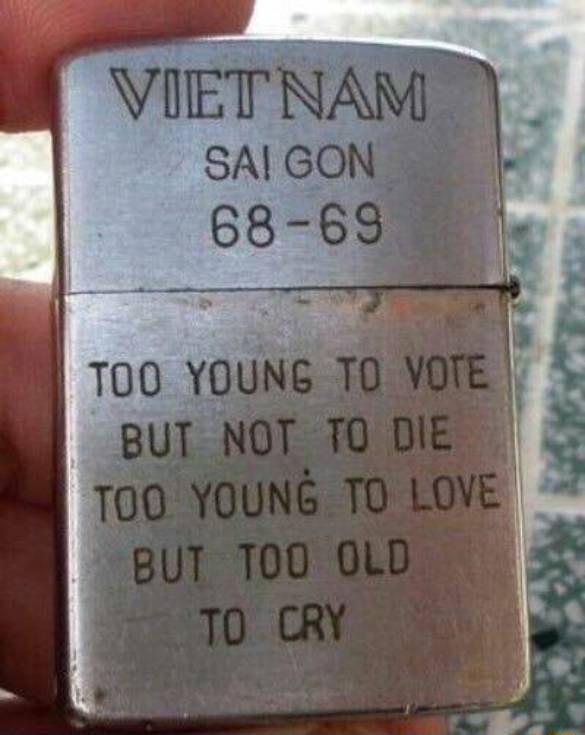 VIETNAM
SAI GON
68-69
TOO YOUNG TO VOTE
BUT NOT TO DIE
TOO YOUNG TO LOVE
BUT TOO OLD
TO CRY